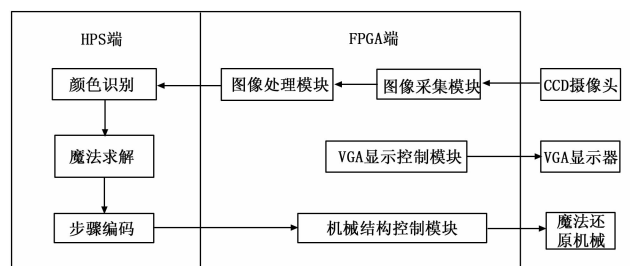 HPS端
FPGA端
颜色识别
图像处理模块
图像采集模块
CCD摄像头
魔法求解
VGA显示控制模块
VGA显示器
步骤编码
机械结构控制模块
魔法还
原机械